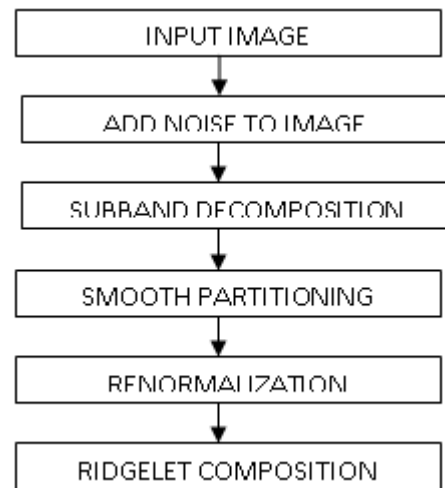 INPUT IMAGE
ADD NOISE TO IMAGE
SUBBAND DECOMPOSITION
SMOOTH PARTITIONING
RENORMALIZATION
RIDGELET COMPOSITION